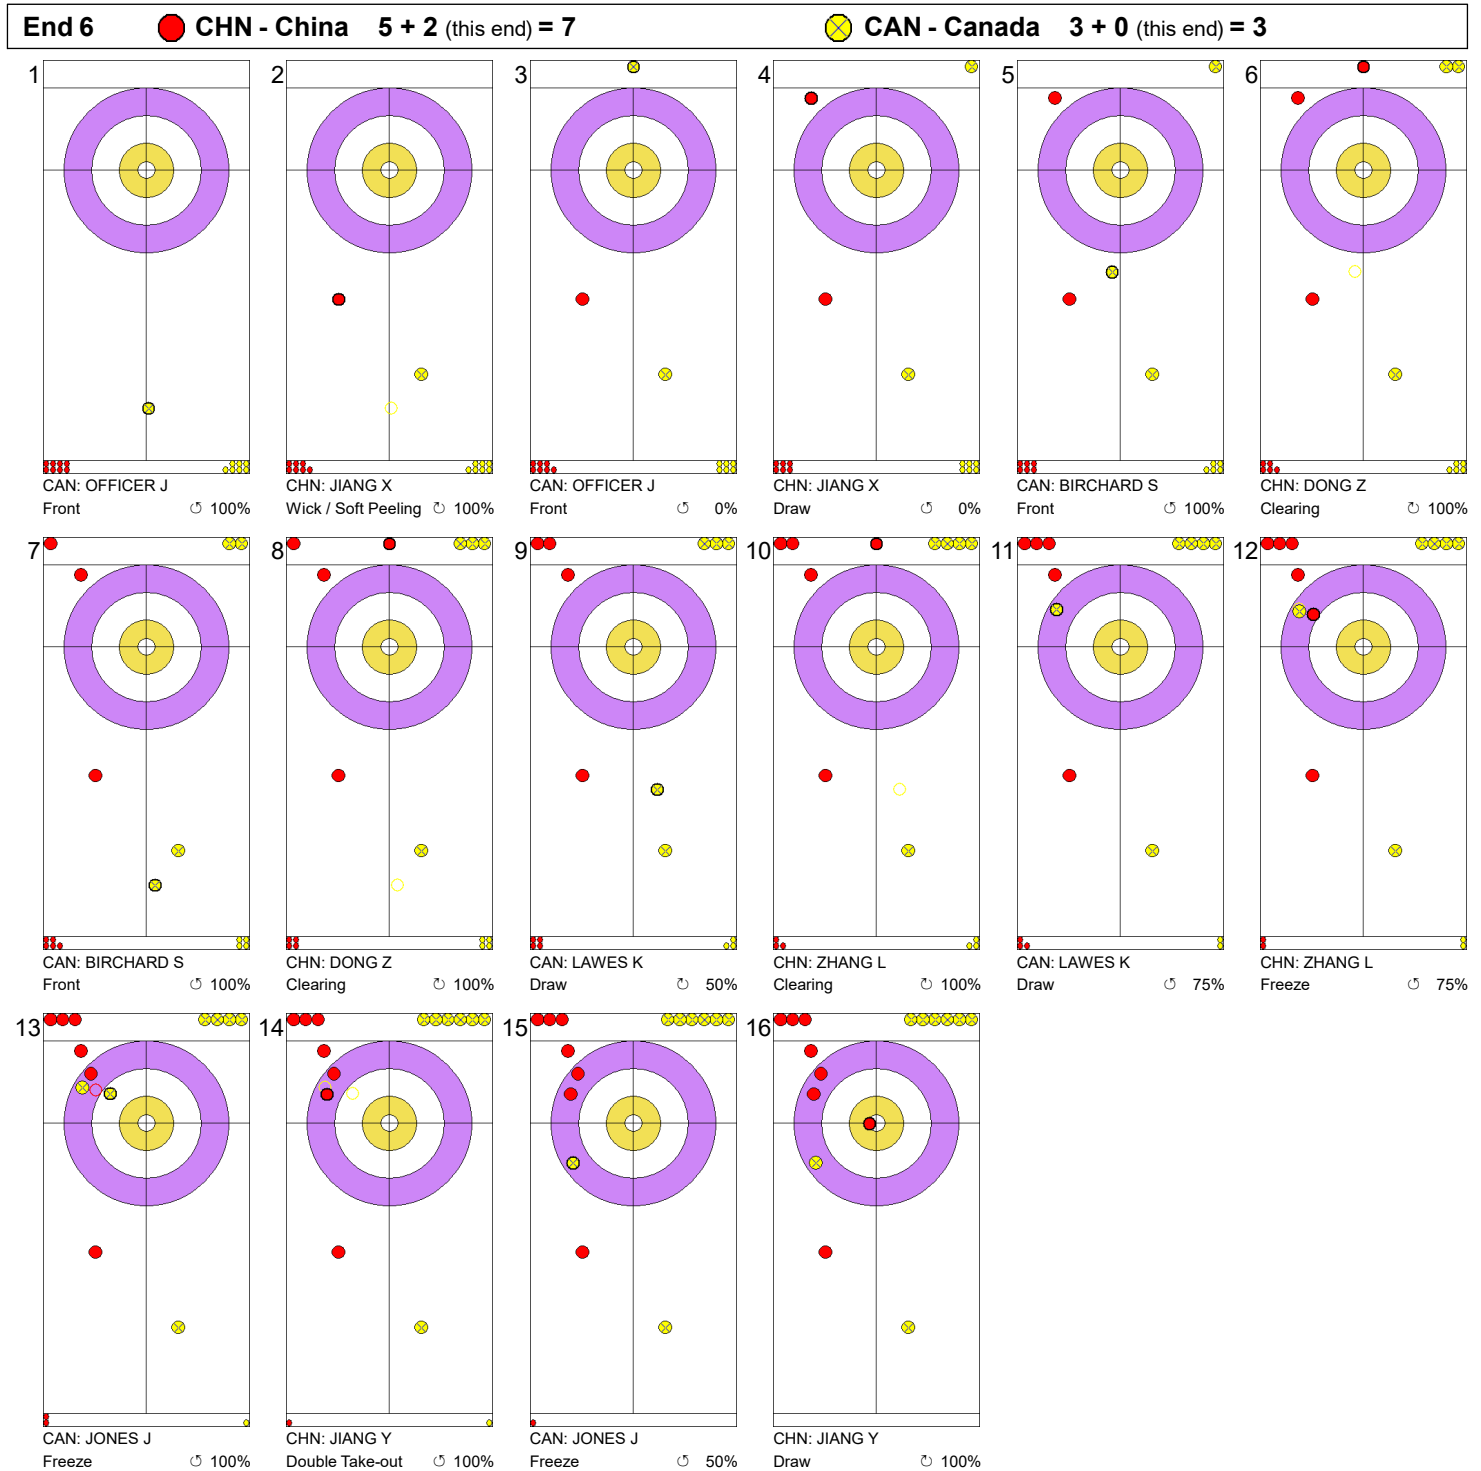 End 6 CHN - China 5 + 2 (this end) = 7 CAN - Canada 3 + 0 (this end) = 3
1 2 3 4 5 6
CAN: OFFICER J CHN: JIANG X CAN: OFFICER J CHN: JIANG X CAN: BIRCHARD S CHN: DONG Z
Front ↺ 100% Wick / Soft Peeling ↻ 100% Front ↺ 0% Draw ↺ 0% Front ↺ 100% Clearing ↻ 100%
7 8 9 10 11 12
CAN: BIRCHARD S CHN: DONG Z CAN: LAWES K CHN: ZHANG L CAN: LAWES K CHN: ZHANG L
Front ↺ 100% Clearing ↻ 100% Draw ↻ 50% Clearing ↻ 100% Draw ↺ 75% Freeze ↺ 75%
13 14 15 16
CAN: JONES J CHN: JIANG Y CAN: JONES J CHN: JIANG Y
Freeze ↺ 100% Double Take-out ↺ 100% Freeze ↺ 50% Draw ↻ 100%